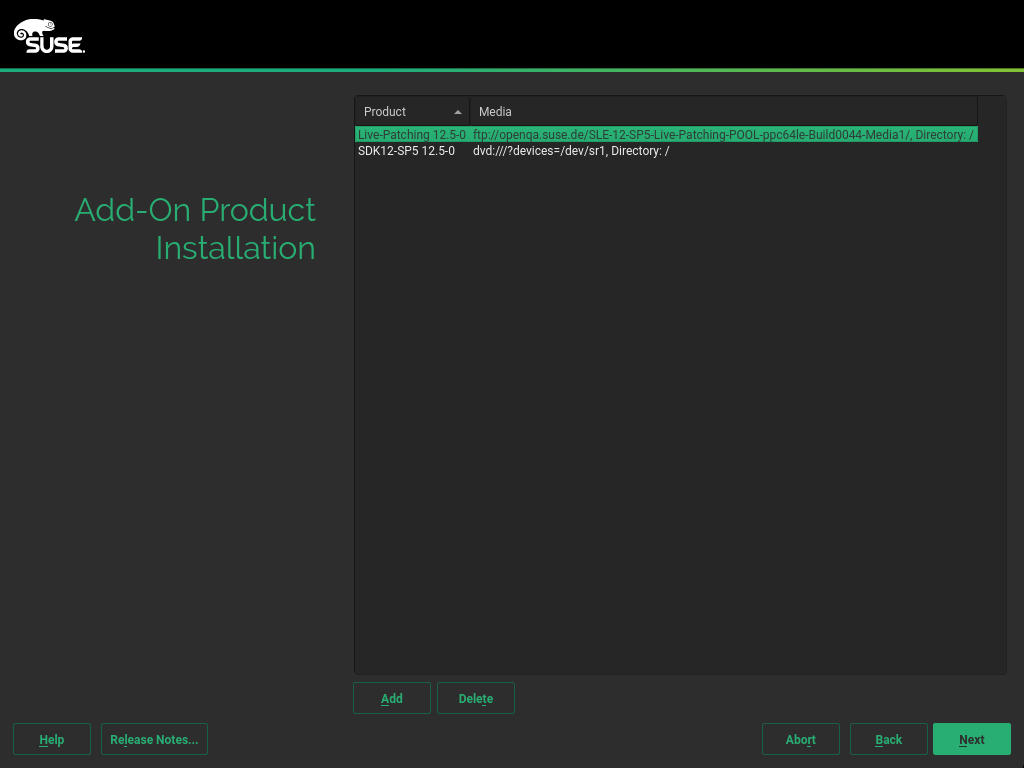 SUSE.
Add-On Product
Installation
Product Media
Live-Patching 12.5-0 ftp://openqa.suse.de/SLE-12-SP5-Live-Patching-POOL-ppc64le-Build0044-Media1/, Directory: /
SDK12-SP5 12.5-0 dvd:///?devices=/dev/sr1, Directory: /
Add Delete
Help Release Notes... Abort Back Next